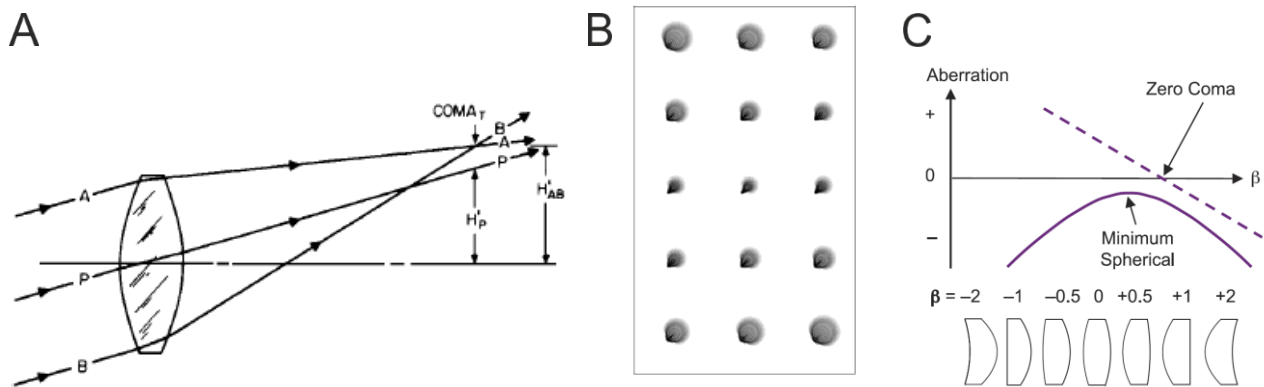 A
COMA_T
B
A
P
A
H'_AB
H'_P
P
B
B
C
Aberration
Zero Coma
+
0
β
–
Minimum
Spherical
β = –2 –1 –0.5 0 +0.5 +1 +2